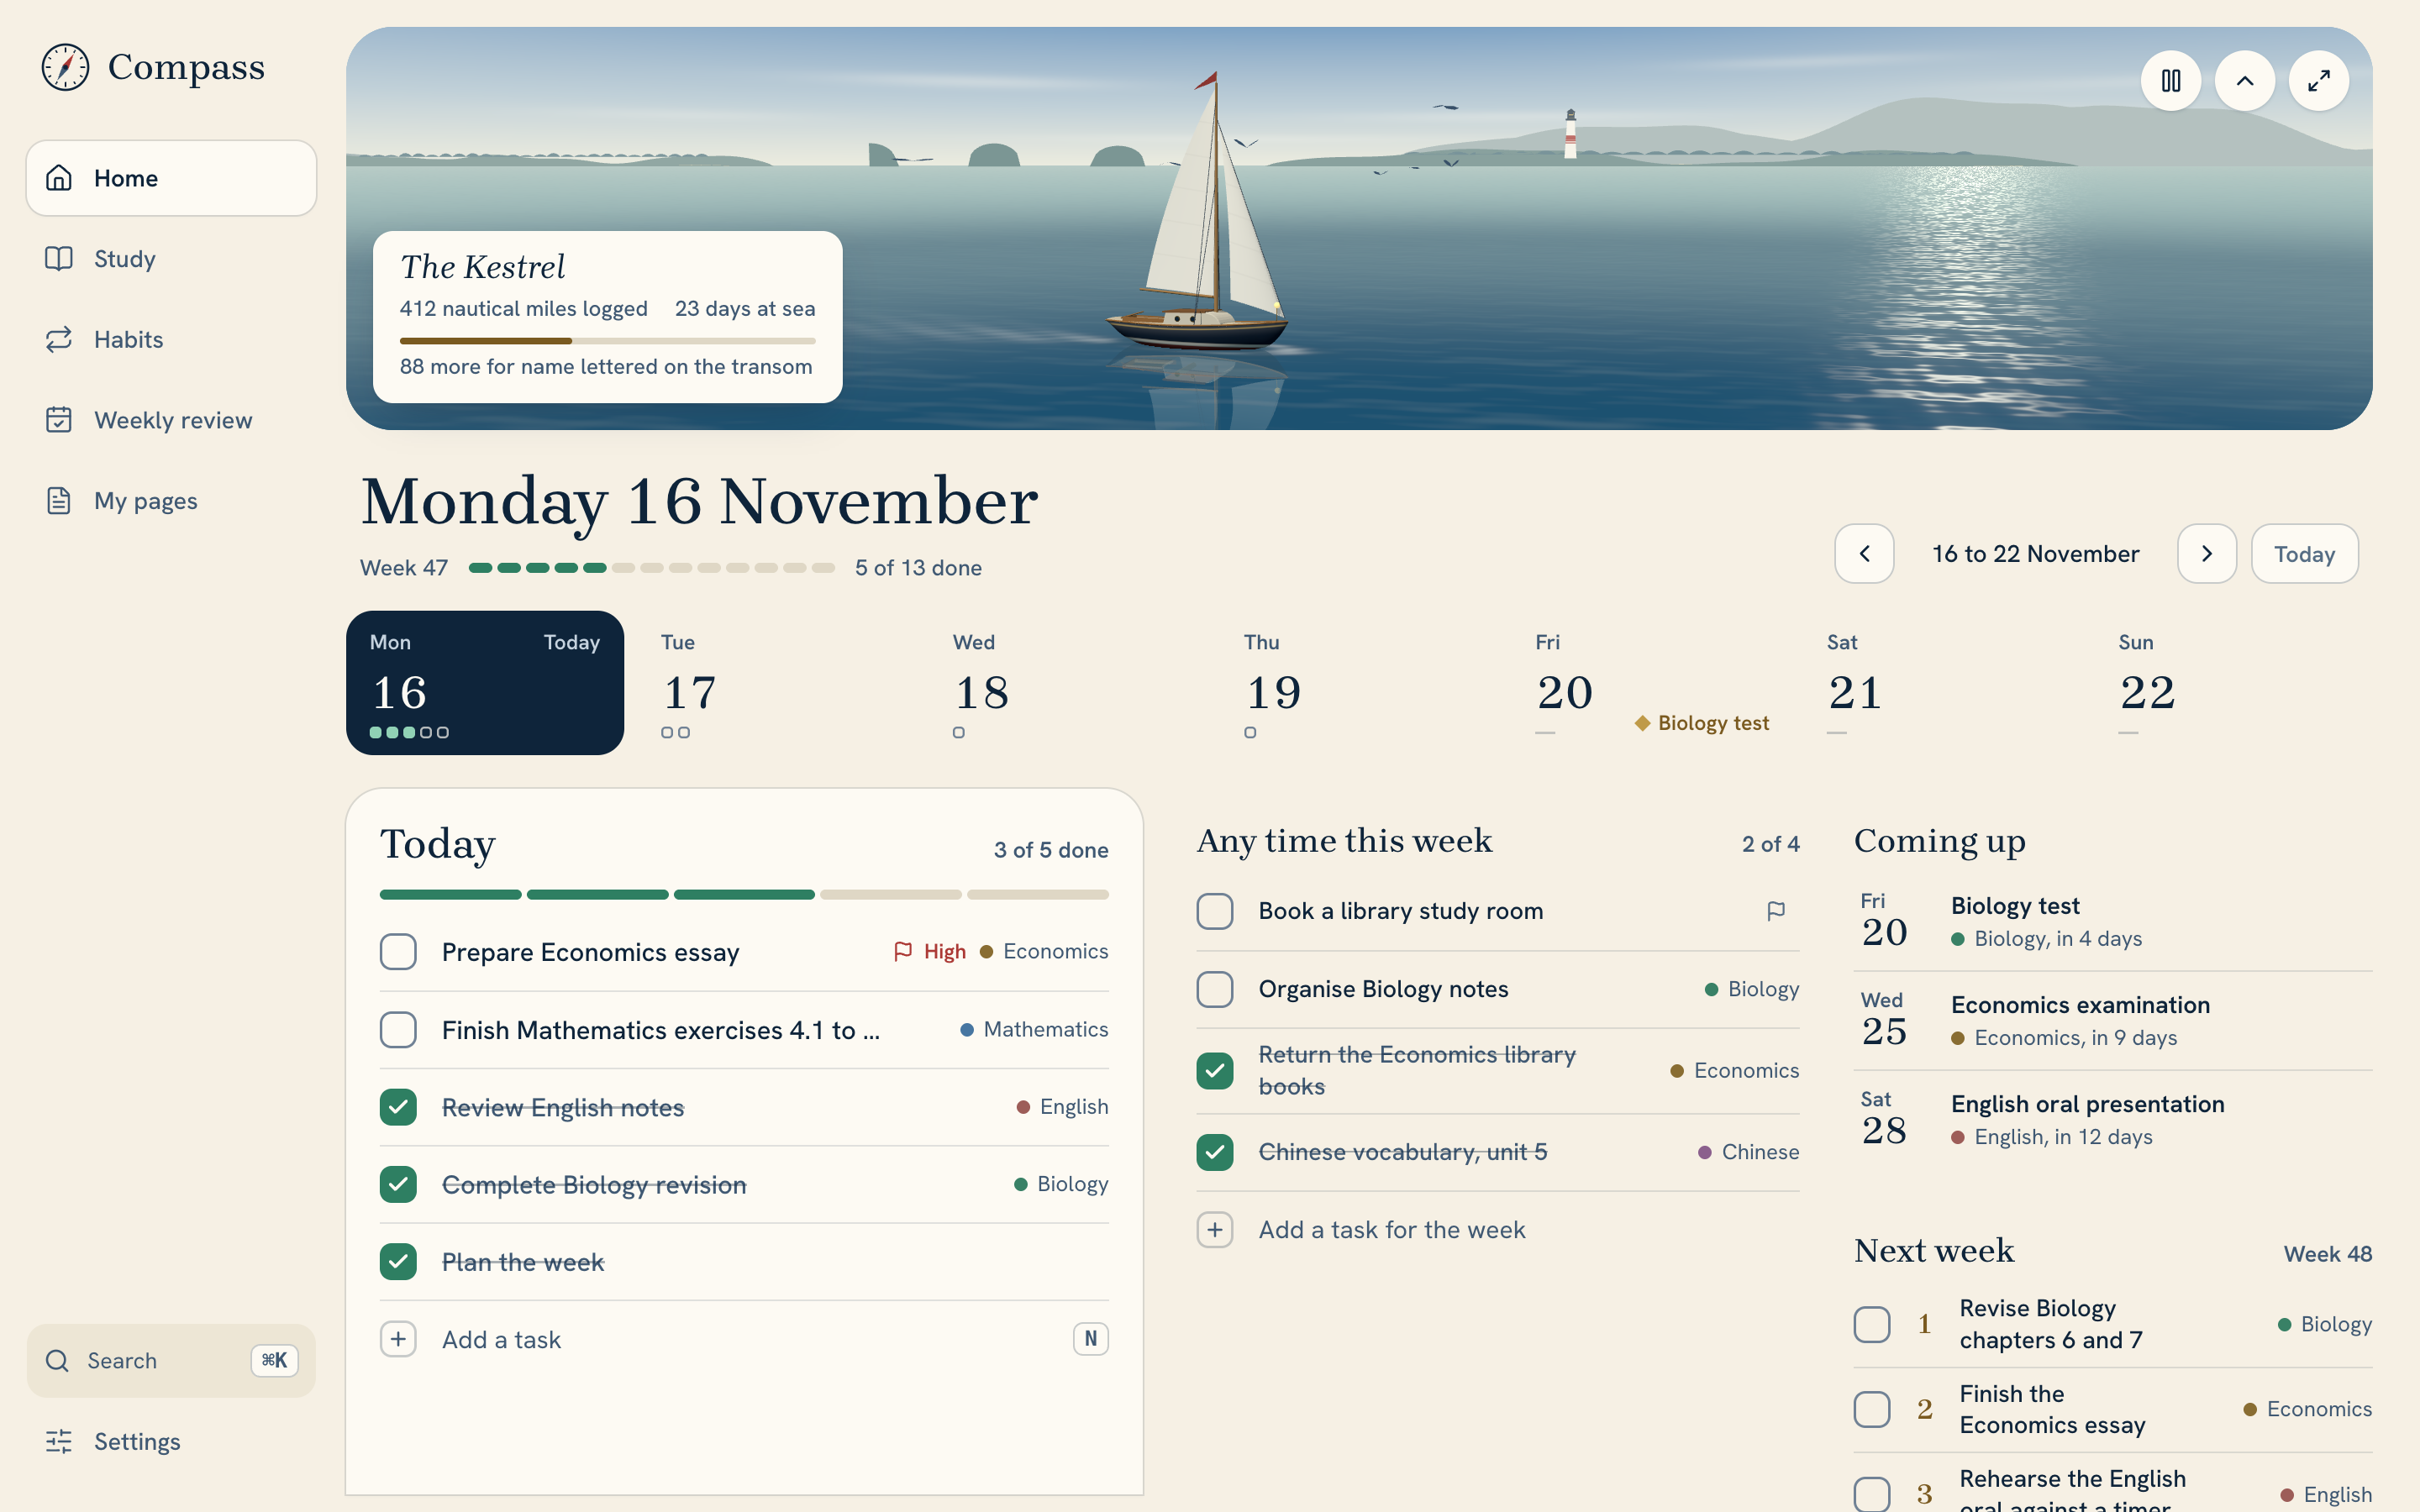 Compass
Home
Study
Habits
Weekly review
My pages
Search
⌘K
Settings
The Kestrel
412 nautical miles logged 23 days at sea
88 more for name lettered on the transom
Monday 16 November
Week 47 5 of 13 done
16 to 22 November
Today
Mon Today
16
Tue
17
Wed
18
Thu
19
Fri
20
Biology test
Sat
21
Sun
22
Today
3 of 5 done
Prepare Economics essay High Economics
Finish Mathematics exercises 4.1 to ... Mathematics
Review English notes English
Complete Biology revision Biology
Plan the week
Add a task N
Any time this week 2 of 4
Book a library study room
Organise Biology notes Biology
Return the Economics library
books
Economics
Chinese vocabulary, unit 5 Chinese
Add a task for the week
Coming up
Fri
20
Biology test
Biology, in 4 days
Wed
25
Economics examination
Economics, in 9 days
Sat
28
English oral presentation
English, in 12 days
Next week Week 48
1
Revise Biology
chapters 6 and 7
Biology
2
Finish the
Economics essay
Economics
3
Rehearse the English
oral against a timer
English